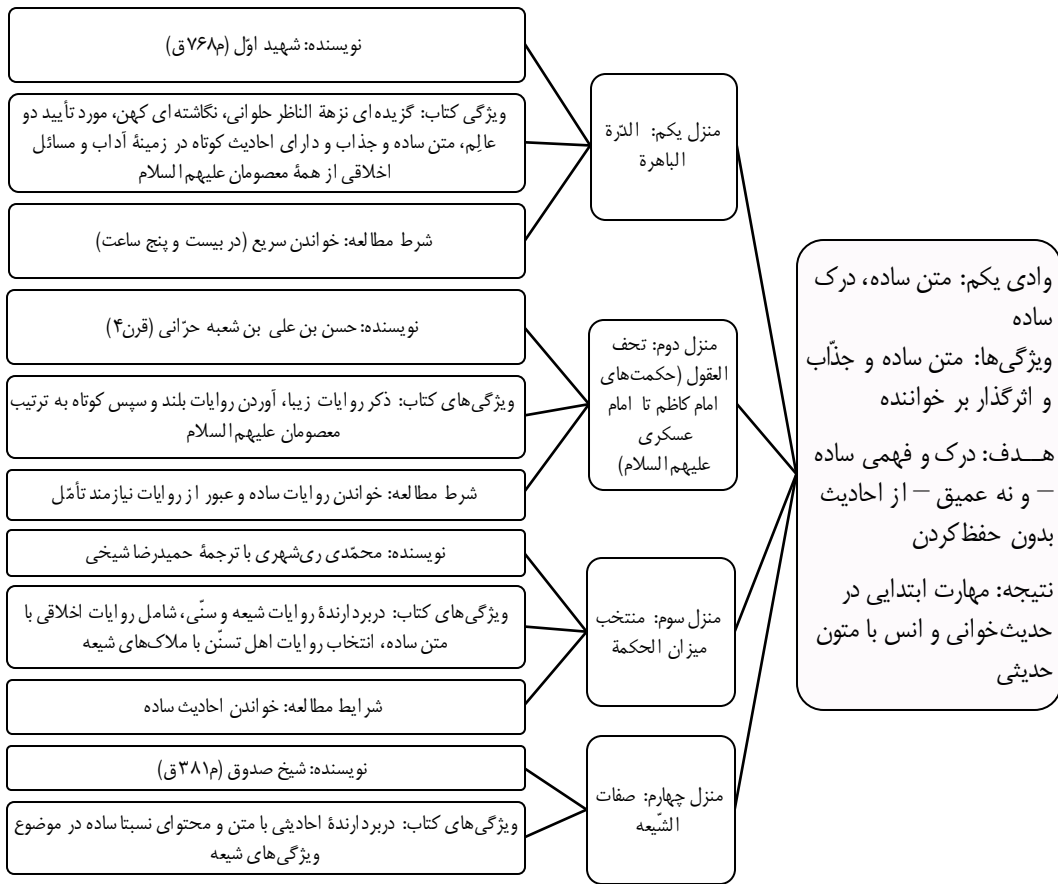 وادی یکم: متن ساده، درک
ساده
ویژگی‌ها: متن ساده و جذّاب
و اثرگذار بر خواننده
هــدف: درک و فهمی ساده
– و نه عمیق – از احادیث
بدون حفظ‌کردن
نتیجه: مهارت ابتدایی در
حدیث‌خوانی و انس با متون
حدیثی
منزل یکم: الدّرة
الباهرة
نویسنده: شهید اوّل (م۷۶۸ق)
ویژگی کتاب: گزیده‌ای نزهة الناظر حلوانی، نگاشته‌ای کهن، مورد تأیید دو
عالِم، متن ساده و جذاب و دارای احادیث کوتاه در زمینۀ آداب و مسائل
اخلاقی از همۀ معصومان علیهم‌السلام
شرط مطالعه: خواندن سریع (در بیست و پنج ساعت)
منزل دوم: تحف
العقول (حکمت‌های
امام کاظم تا امام
عسکری
علیهم‌السلام)
نویسنده: حسن بن علی بن شعبه حرّانی (قرن۴)
ویژگی‌های کتاب: ذکر روایات زیبا، آوردن روایات بلند و سپس کوتاه به ترتیب
معصومان علیهم‌السلام
شرط مطالعه: خواندن روایات ساده و عبور از روایات نیازمند تأمّل
منزل سوم: منتخب
میزان الحکمة
نویسنده: محمّدی ری‌شهری با ترجمۀ حمیدرضا شیخی
ویژگی‌های کتاب: دربردارندۀ روایات شیعه و سنّی، شامل روایات اخلاقی با
متن ساده، انتخاب روایات اهل تسنّن با ملاک‌های شیعه
شرایط مطالعه: خواندن احادیث ساده
منزل چهارم: صفات
الشّیعه
نویسنده: شیخ صدوق (م۳۸۱ق)
ویژگی‌های کتاب: دربردارندۀ احادیثی با متن و محتوای نسبتا ساده در موضوع
ویژگی‌های شیعه